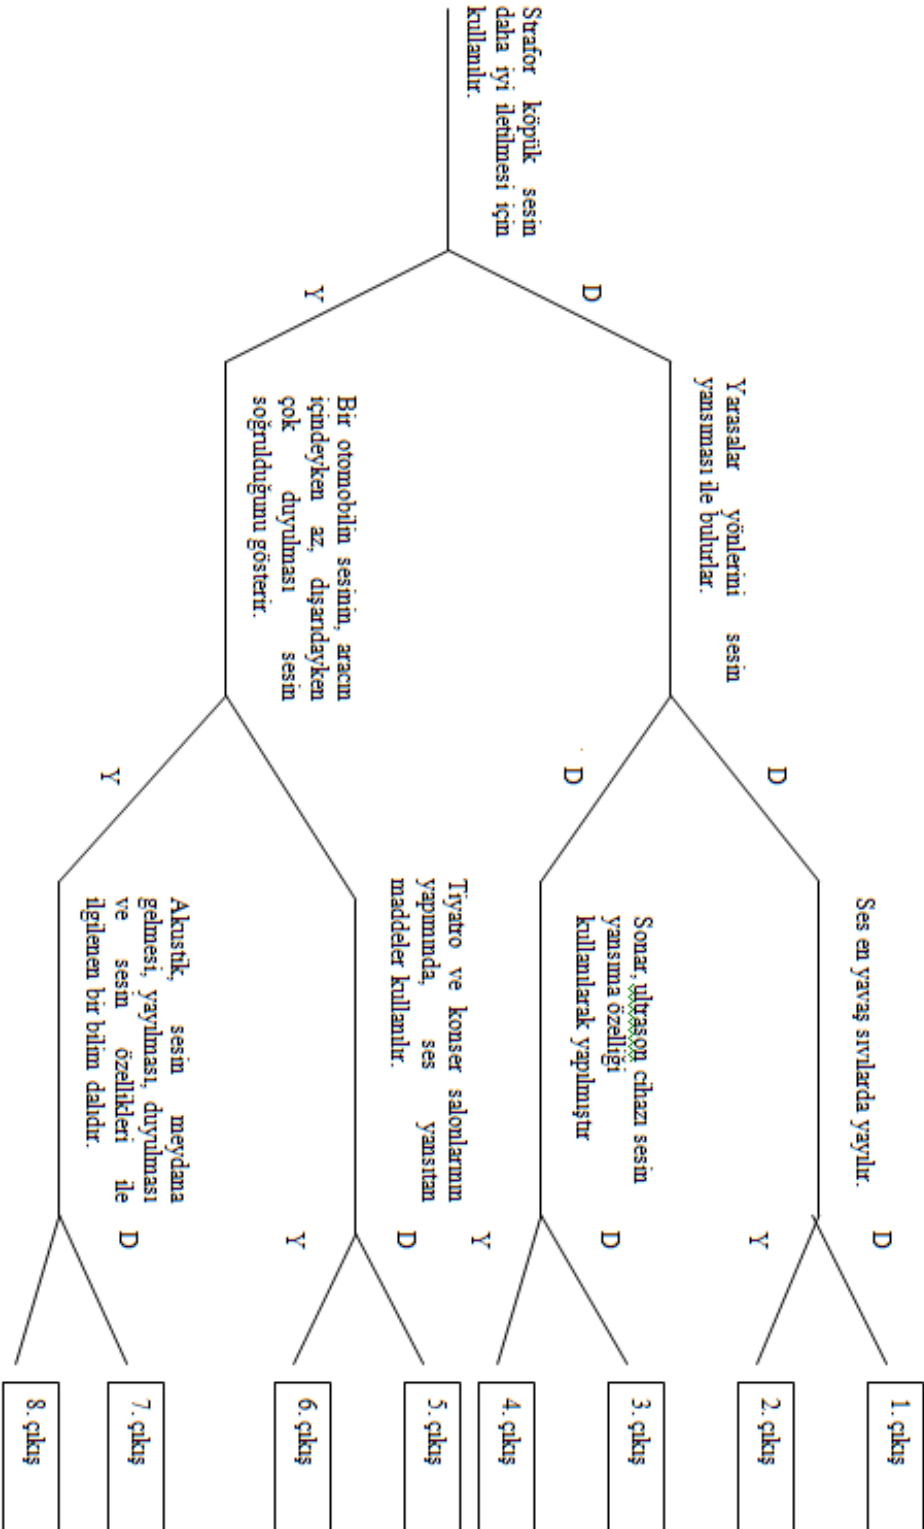 Strafor köpük sesin
daha iyi iletilmesi için
kullanılır.
D
Y
Yarasalar yönlerini sesin
yansıması ile bulurlar.
Bir otomobilin sesinin, aracın
içindeyken az, dışarıdayken
çok duyulması sesin
soğrulduğunu gösterir.
D
D
Y
Ses en yavaş sıvılarda yayılır.
Sonar, ultrason cihazı sesin
yansıma özelliği
kullanılarak yapılmıştır
Tiyatro ve konser salonlarının
yapımında, ses yansıtan
maddeler kullanılır.
Akustik, sesin meydana
gelmesi, yayılması, duyulması
ve sesin özellikleri ile
ilgilenen bir bilim dalıdır.
D
Y
D
Y
D
Y
D
1. çıkış
2. çıkış
3. çıkış
4. çıkış
5. çıkış
6. çıkış
7. çıkış
8. çıkış